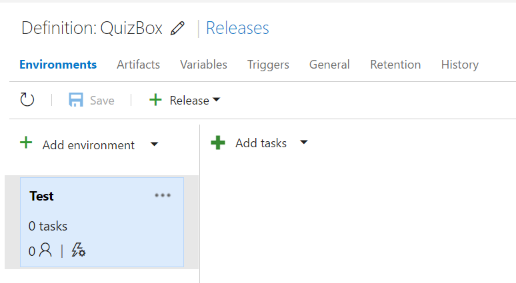 Definition: QuizBox | Releases
Environments Artifacts Variables Triggers General Retention History
Save | Release
Add environment Add tasks
Test ...
0 tasks
0 |